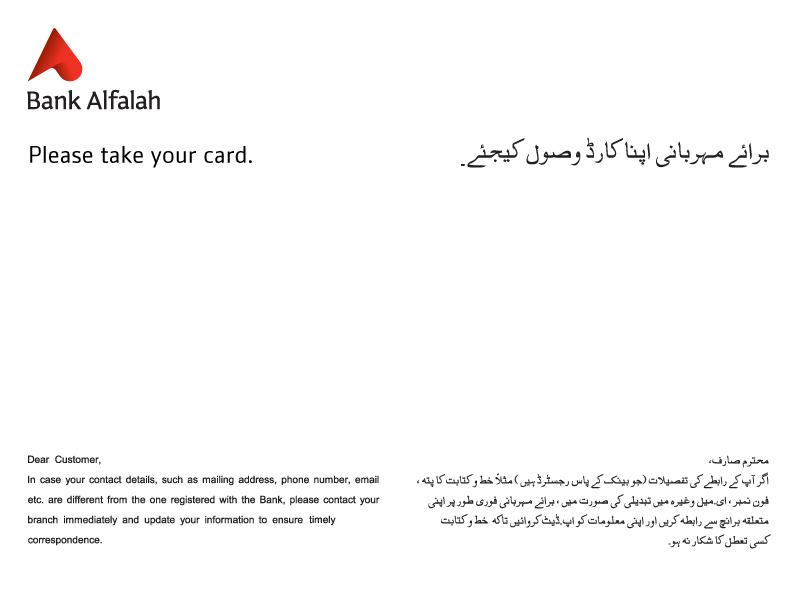 Bank Alfalah
Please take your card.
برائے مہربانی اپنا کارڈ وصول کیجئے۔
Dear Customer,
In case your contact details, such as mailing address, phone number, email
etc. are different from the one registered with the Bank, please contact your
branch immediately and update your information to ensure timely
correspondence.
محترم صارف،
اگر آپ کے رابطے کی تفصیلات (جو بینک کے پاس رجسٹرڈ ہیں) مثلاً خط و کتابت کا پتہ ،
فون نمبر ، ای۔میل وغیرہ میں تبدیلی کی صورت میں ، برائے مہربانی فوری طور پر اپنی
متعلقہ برانچ سے رابطہ کریں اور اپنی معلومات کو اپ۔ڈیٹ کروائیں تاکہ خط و کتابت
کسی تعطل کا شکار نہ ہو۔